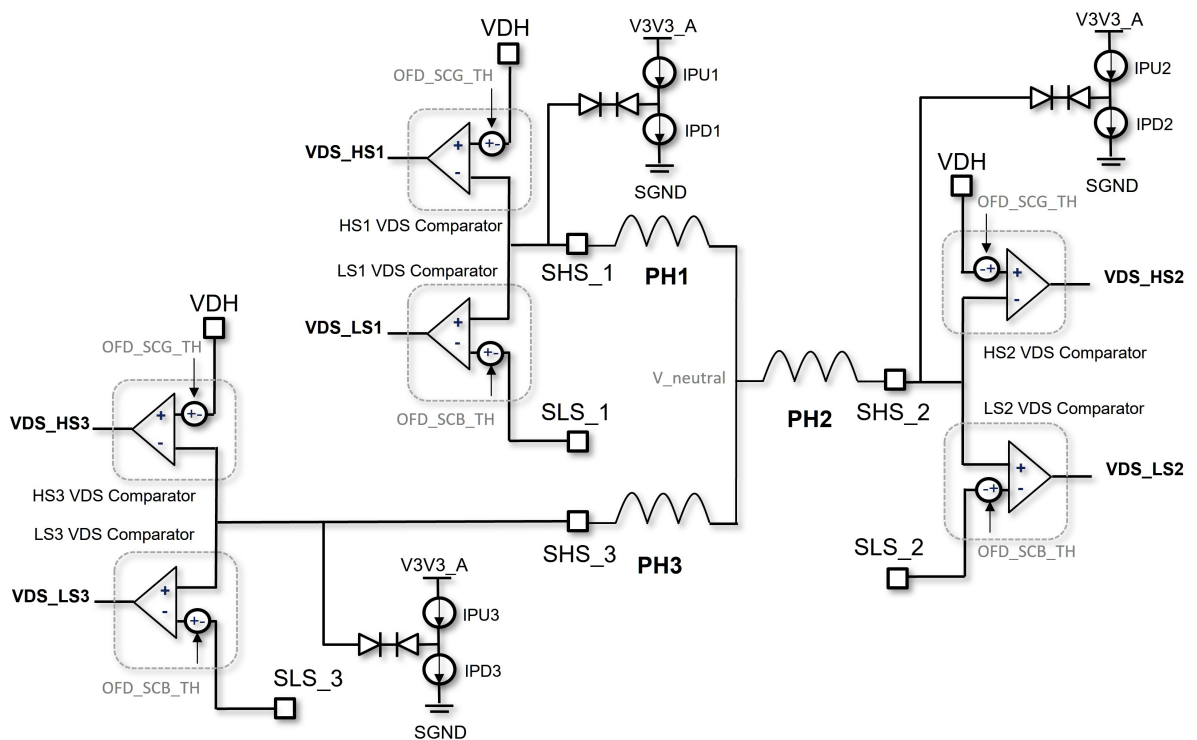 V3V3_A
IPU1
IPD1
SGND
VDH
OFD_SCG_TH
+
-
+-
VDS_HS1
HS1 VDS Comparator
LS1 VDS Comparator
VDS_LS1
+
-
+-
OFD_SCB_TH
SHS_1
PH1
SLS_1
V3V3_A
IPU2
IPD2
SGND
VDH
OFD_SCG_TH
-+
+
-
VDS_HS2
HS2 VDS Comparator
LS2 VDS Comparator
VDS_LS2
+
-
-+
OFD_SCB_TH
V_neutral
PH2
SHS_2
SLS_2
VDH
OFD_SCG_TH
+
-
+-
VDS_HS3
HS3 VDS Comparator
LS3 VDS Comparator
VDS_LS3
+
-
+-
OFD_SCB_TH
SLS_3
SHS_3
PH3
V3V3_A
IPU3
IPD3
SGND